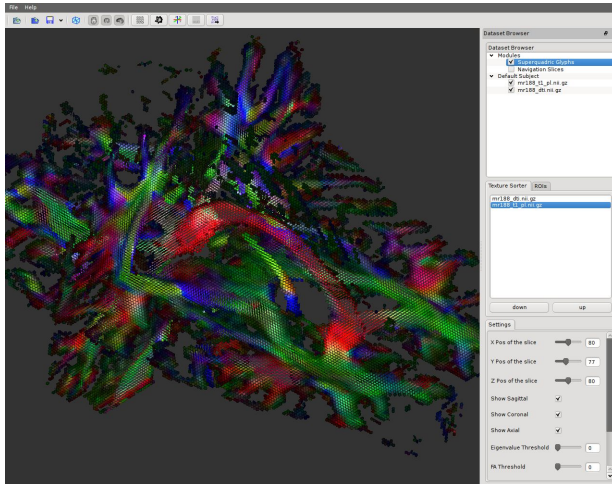 File Help
Dataset Browser
Dataset Browser
Modules
Superquadric Glyphs
Navigation Slices
Default Subject
mr188_t1_pl.nii.gz
mr188_dti.nii.gz
Texture Sorter ROIs
mr188_dti.nii.gz
mr188_t1_pl.nii.gz
down up
Settings
X Pos of the slice 80
Y Pos of the slice 77
Z Pos of the slice 80
Show Sagittal
Show Coronal
Show Axial
Eigenvalue Threshold 0
FA Threshold 0